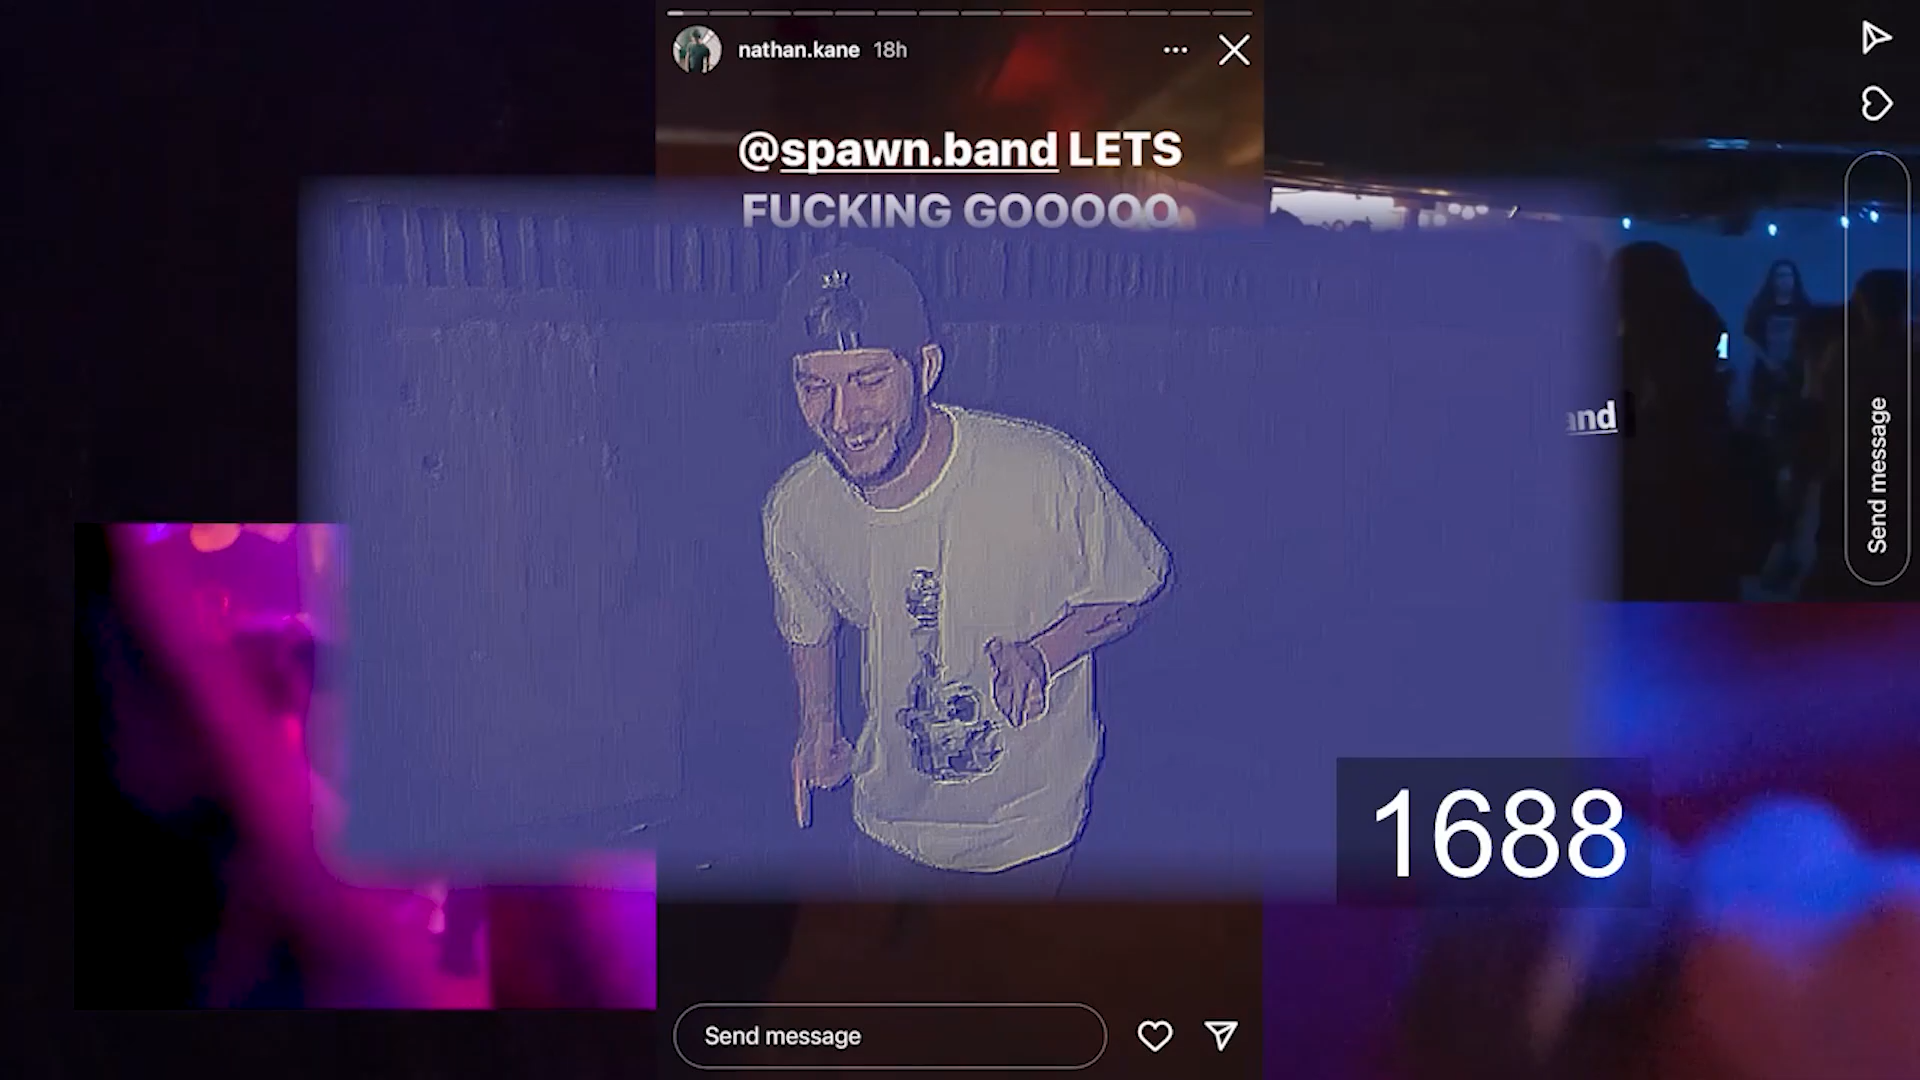 nathan.kane 18h
@spawn.band LETS
FUCKING GOOOOO
and
Send message
1688
Send message